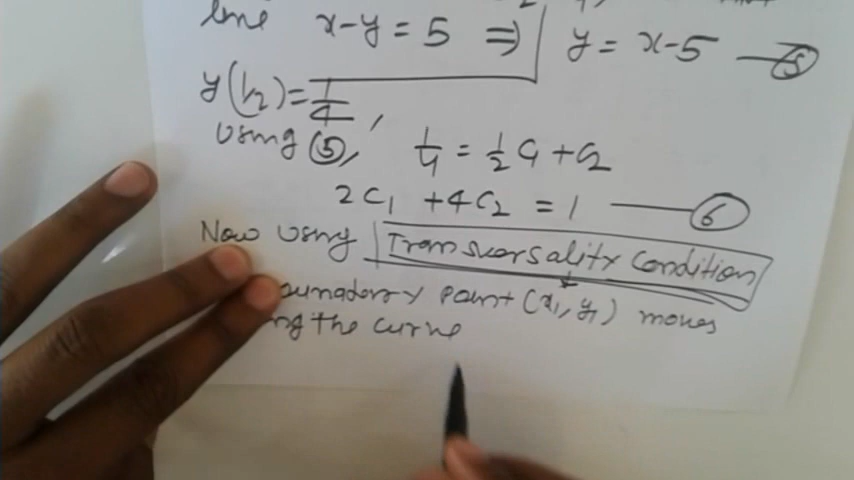 line x-y = 5 ⇒ y = x-5 —(5)
y(1/2) = 1/4,
Using (5), 1/4 = 1/2 C1 + C2
2C1 + 4C2 = 1 —(6)
Now Using Transversality Condition
point (x1, y1) moves
the curve